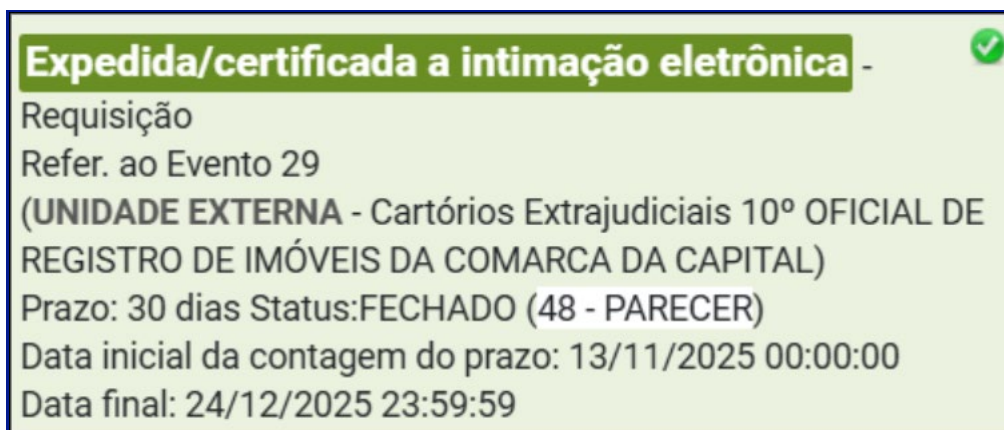 Expedida/certificada a intimação eletrônica -
Requisição
Refer. ao Evento 29
(UNIDADE EXTERNA - Cartórios Extrajudiciais 10º OFICIAL DE
REGISTRO DE IMÓVEIS DA COMARCA DA CAPITAL)
Prazo: 30 dias Status:FECHADO (48 - PARECER)
Data inicial da contagem do prazo: 13/11/2025 00:00:00
Data final: 24/12/2025 23:59:59